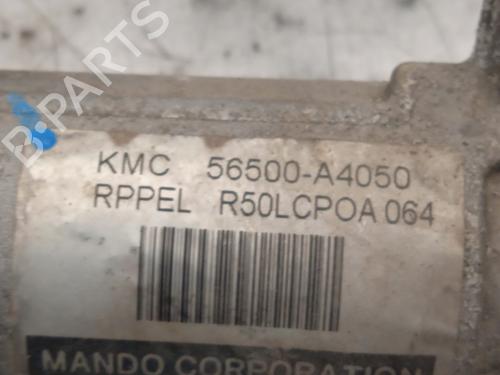 B-PARTS
KMC 56500-A4050
RPPEL R50LCPOA 064
MANDO CORPORATION